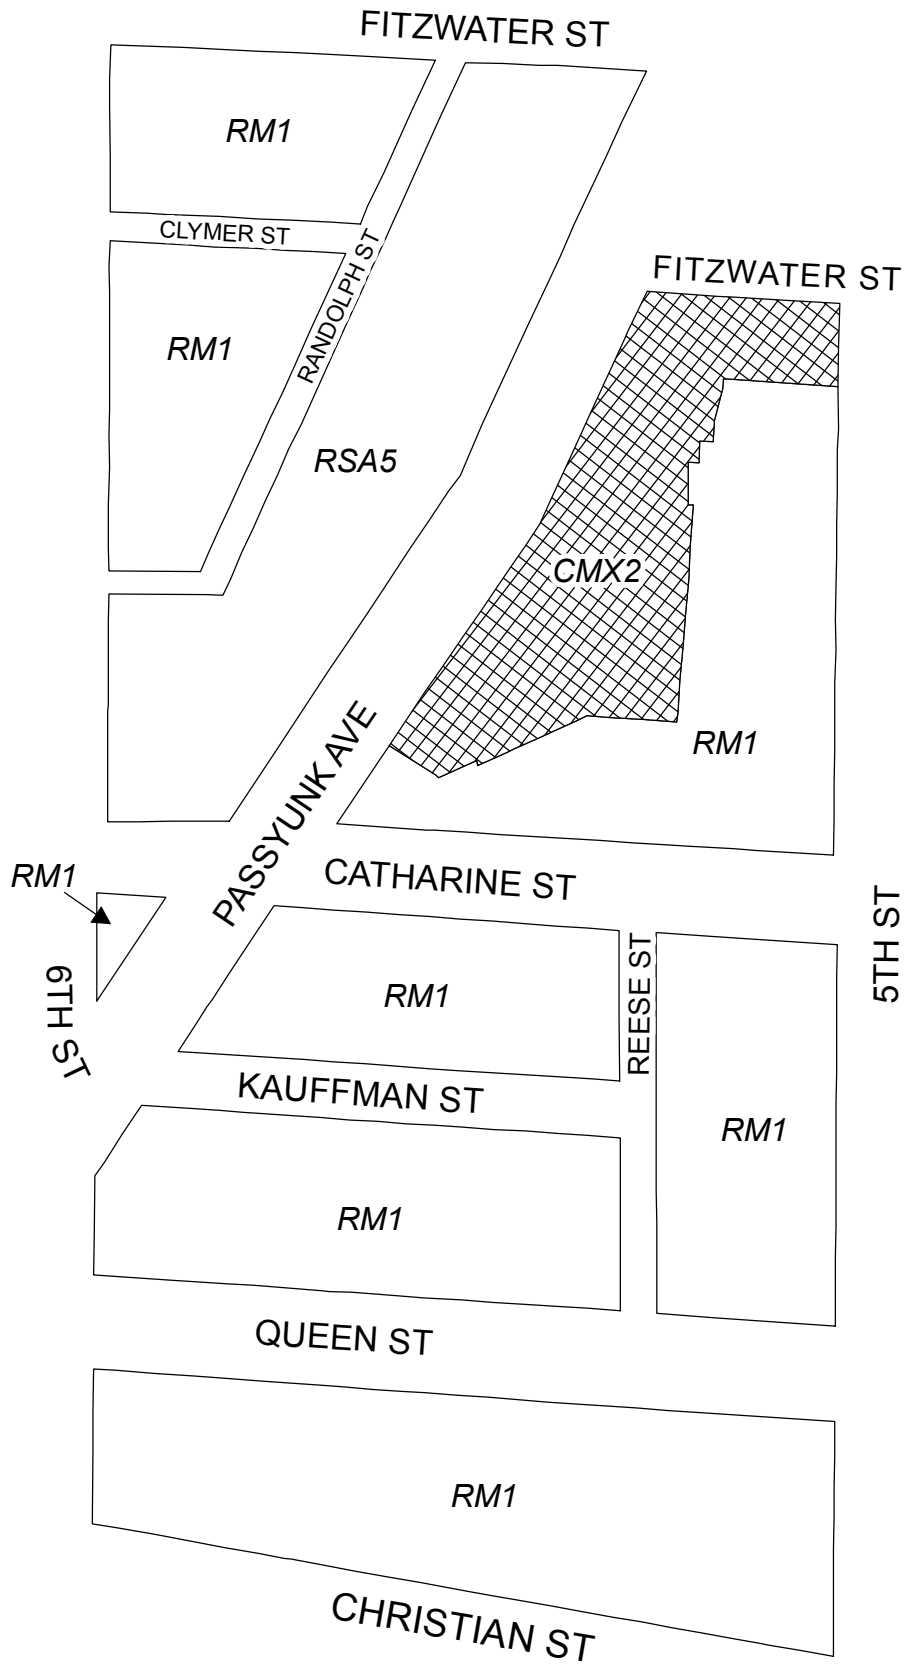 FITZWATER ST
RM1
CLYMER ST
RANDOLPH ST
FITZWATER ST
RM1
RSA5
CMX2
RM1
PASSYUNK AVE
RM1
CATHARINE ST
5TH ST
6TH ST
RM1
REESE ST
KAUFFMAN ST
RM1
RM1
QUEEN ST
RM1
CHRISTIAN ST